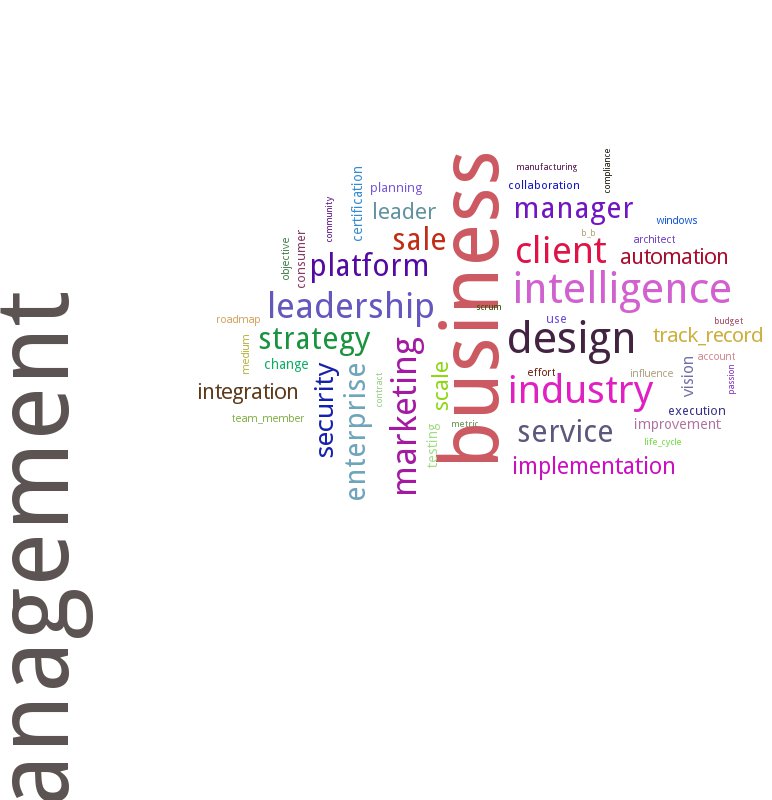 manufacturing
compliance
collaboration
planning
certification
leader
manager
community
windows
sale
b_b
architect
consumer
objective
client
automation
platform
intelligence
business
leadership
scrum
roadmap
use
budget
strategy
design
track_record
medium
change
account
effort
influence
vision
passion
integration
security
enterprise
contract
marketing
scale
industry
execution
team_member
metric
testing
service
improvement
life_cycle
implementation
anagement